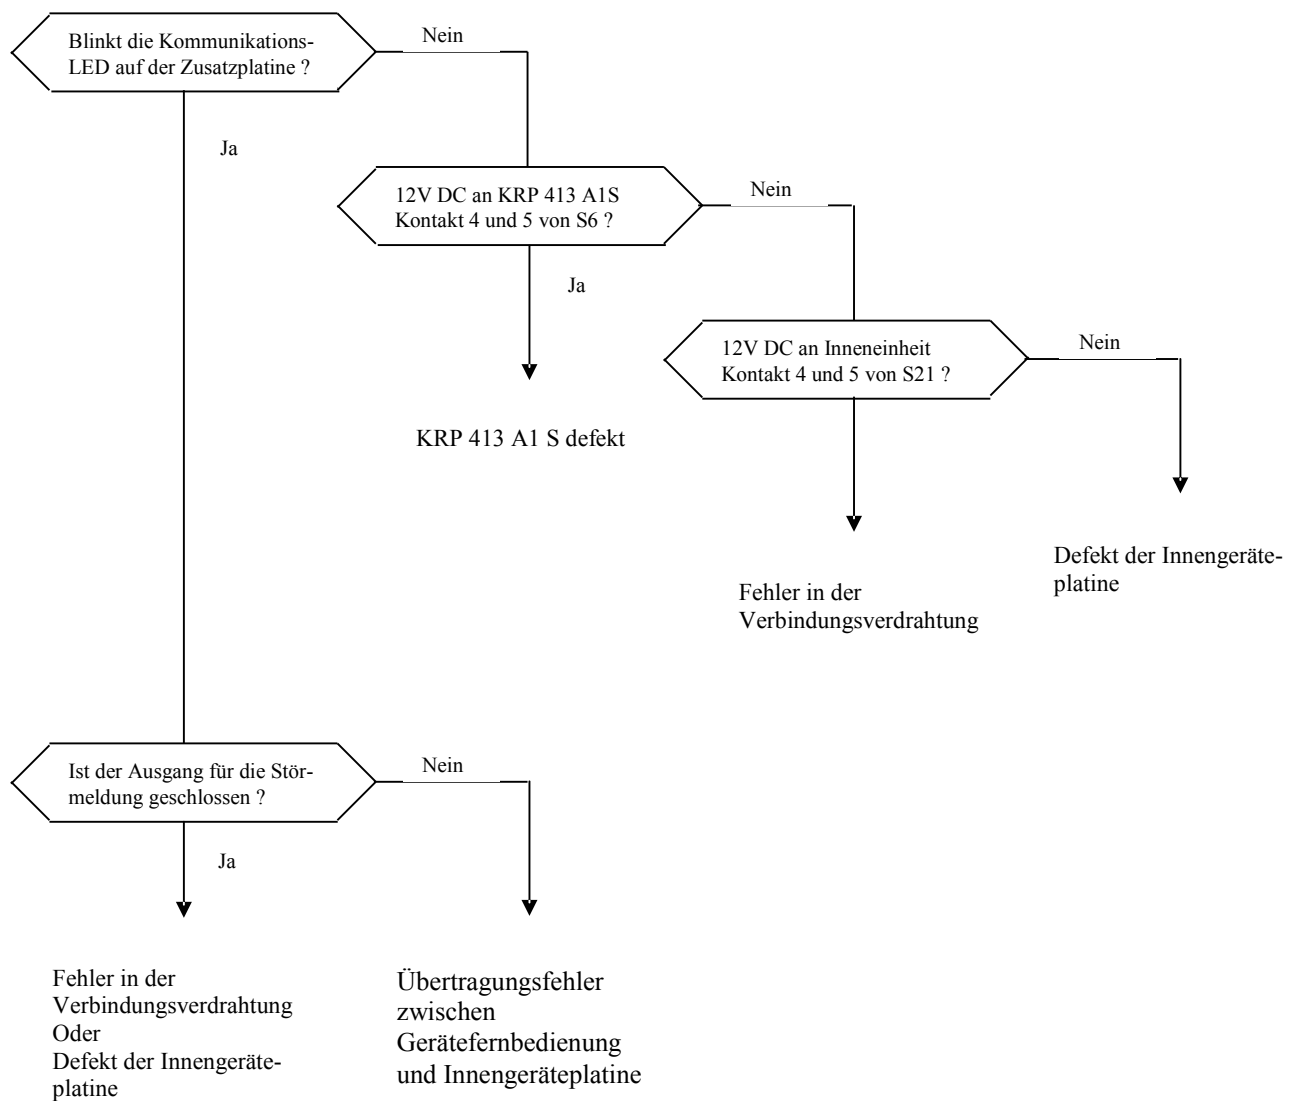 Blinkt die Kommunikations-
LED auf der Zusatzplatine ?
Nein
Ja
12V DC an KRP 413 A1S
Kontakt 4 und 5 von S6 ?
Nein
Ja
12V DC an Inneneinheit
Kontakt 4 und 5 von S21 ?
Nein
KRP 413 A1 S defekt
Defekt der Innengeräte-
platine
Fehler in der
Verbindungsverdrahtung
Ist der Ausgang für die Stör-
meldung geschlossen ?
Nein
Ja
Fehler in der
Verbindungsverdrahtung
Oder
Defekt der Innengeräte-
platine
Übertragungsfehler
zwischen
Gerätefernbedienung
und Innengeräteplatine